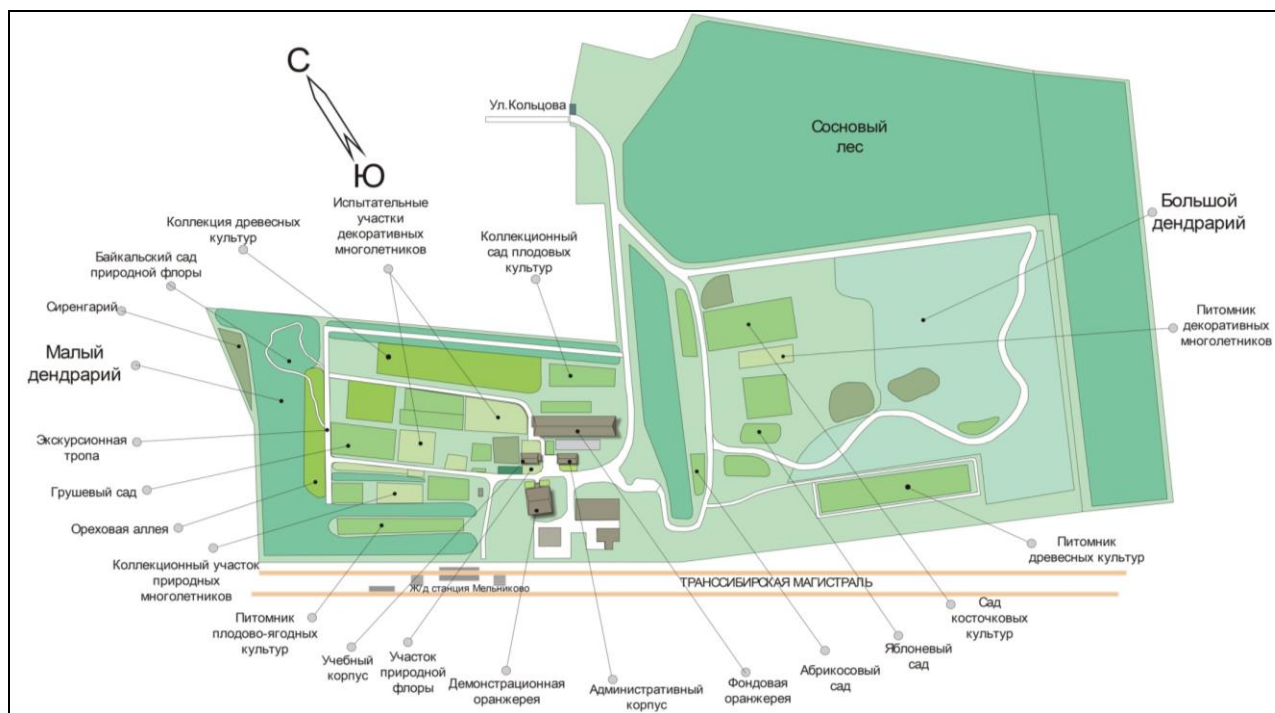 С
Ю
Ул.Кольцова
Сосновый
лес
Большой
дендрарий
Испытательные
участки
декоративных
многолетников
Коллекция древесных
культур
Коллекционный
сад плодовых
культур
Байкальский сад
природной флоры
Сиренгарий
Малый
дендрарий
Питомник
декоративных
многолетников
Экскурсионная
тропа
Грушевый сад
Ореховая аллея
Коллекционный участок
природных
многолетников
Питомник
древесных культур
ТРАНССИБИРСКАЯ МАГИСТРАЛЬ
Ж/д станция Мельниково
Питомник
плодово-ягодных
культур
Учебный
корпус
Участок
природной
флоры
Демонстрационная
оранжерея
Административный
корпус
Фондовая
оранжерея
Абрикосовый
сад
Яблоневый
сад
Сад
косточковых
культур